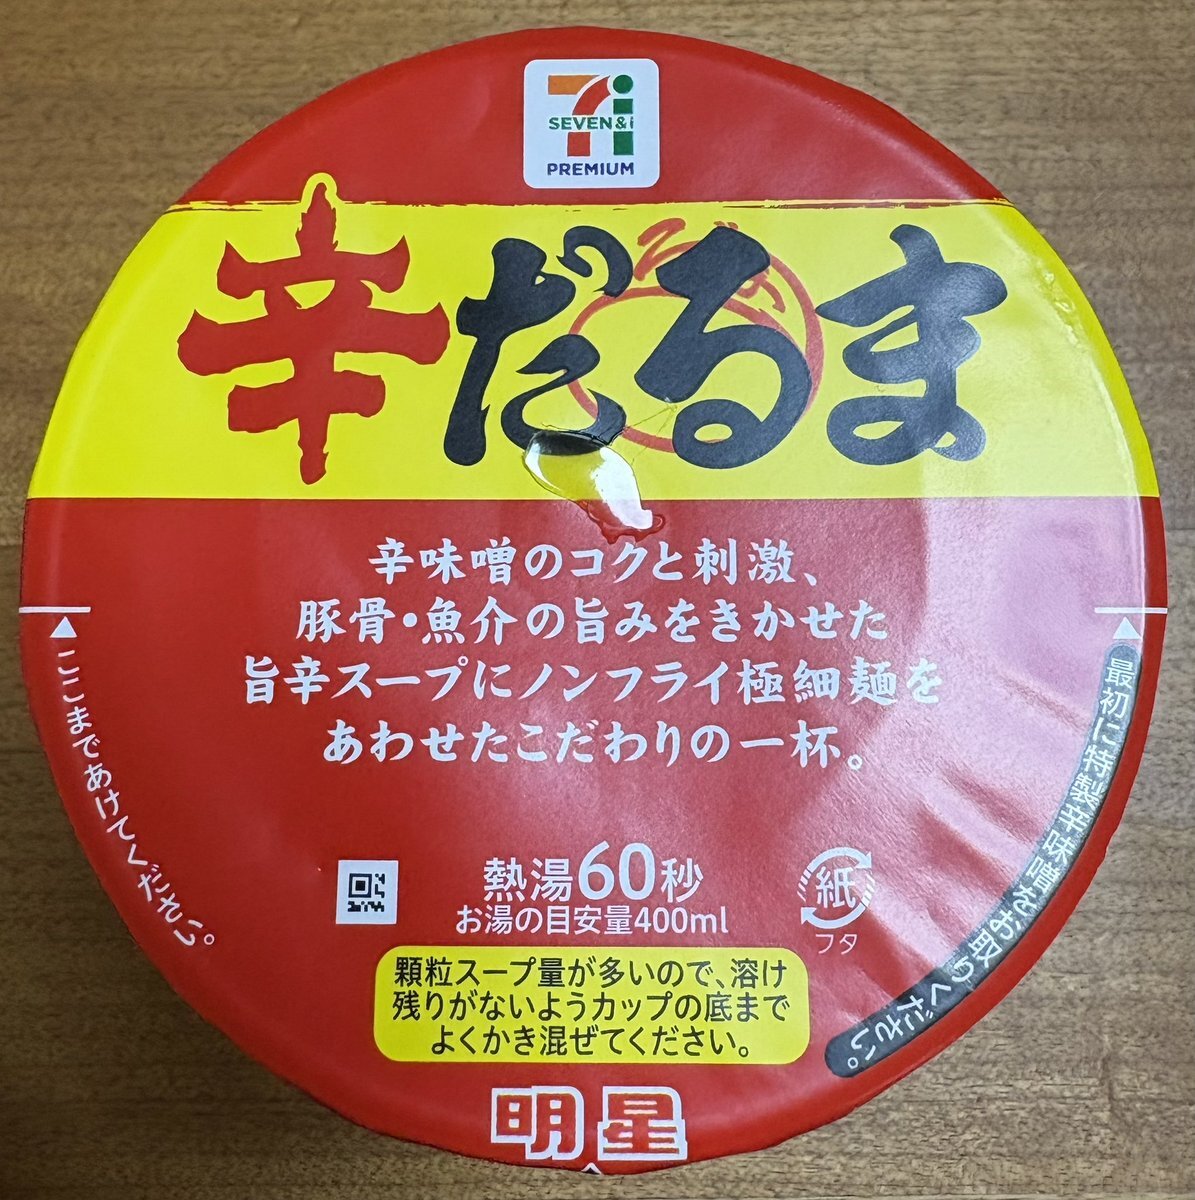 SEVEN&i
PREMIUM
辛だるま
辛味噌のコクと刺激、
豚骨・魚介の旨みをきかせた
旨辛スープにノンフライ極細麺を
あわせたこだわりの一杯。
ここまであけてください。
最初に特製辛味噌をお取りください。
熱湯60秒
お湯の目安量400ml
紙
フタ
顆粒スープ量が多いので、溶け
残りがないようカップの底まで
よくかき混ぜてください。
明星